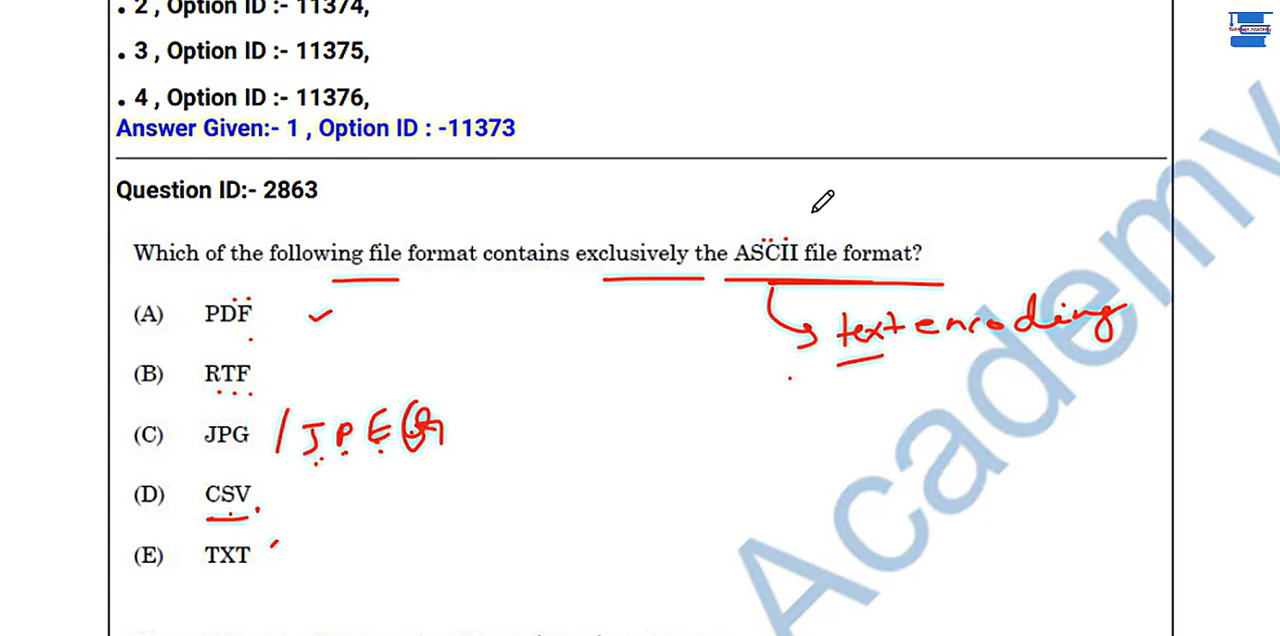 . 2 , Option ID :- 11374,
. 3 , Option ID :- 11375,
. 4 , Option ID :- 11376,
Answer Given:- 1 , Option ID : -11373
Question ID:- 2863
Which of the following file format contains exclusively the ASCII file format?
(A) PDF
text encoding
(B) RTF
(C) JPG / JPEG
(D) CSV
(E) TXT
Academy